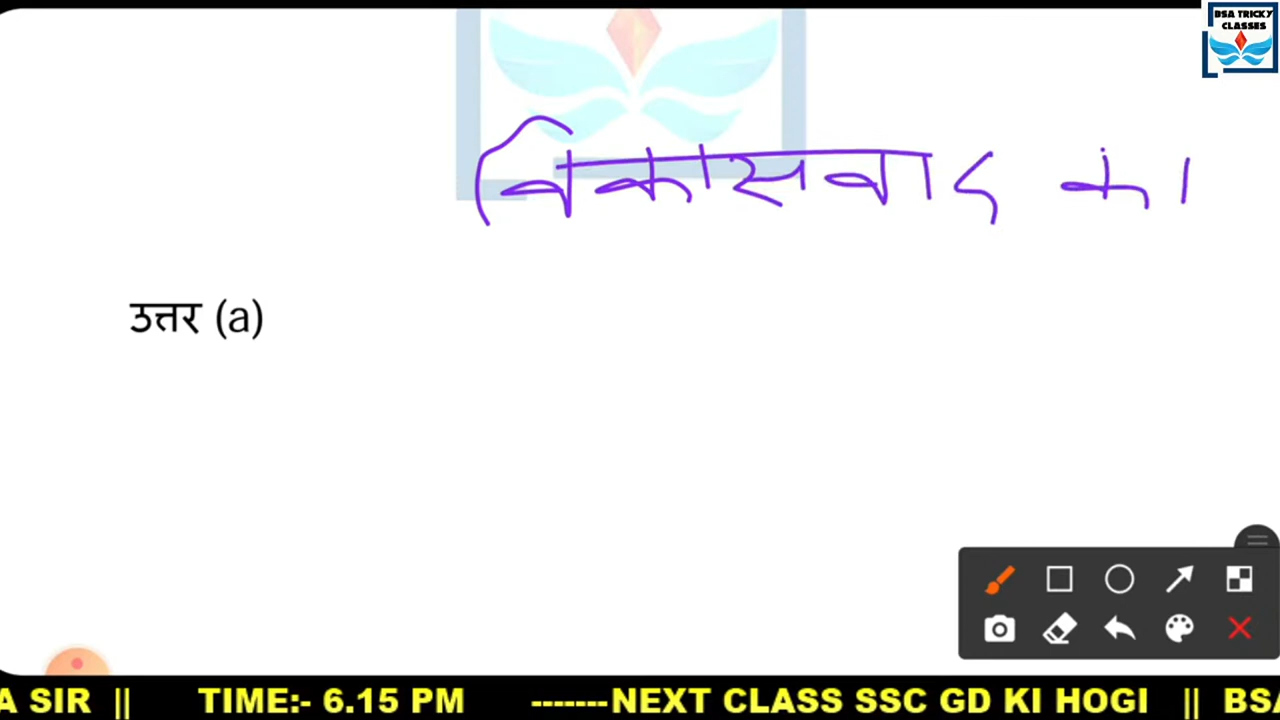 BSA TRICKY
CLASSES
विकासवाद का
उत्तर (a)
A SIR || TIME:- 6.15 PM -------NEXT CLASS SSC GD KI HOGI || BSA